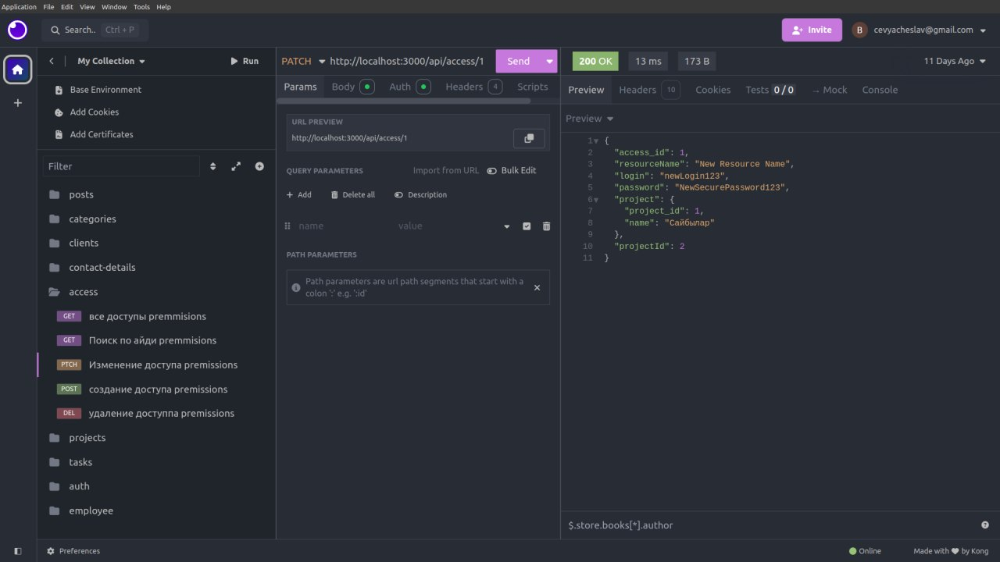 Application File Edit View Window Tools Help
Search.. Ctrl + P
Invite
B cevyacheslav@gmail.com
My Collection Run
Base Environment
Add Cookies
Add Certificates
Filter
posts
categories
clients
contact-details
access
GET все доступы premmisions
GET Поиск по айди premmisions
PTCH Изменение доступа premissions
POST создание доступа premissions
DEL удаление доступпа premissions
projects
tasks
auth
employee
PATCH http://localhost:3000/api/access/1 Send
Params Body Auth Headers 4 Scripts
URL PREVIEW
http://localhost:3000/api/access/1
QUERY PARAMETERS Import from URL Bulk Edit
+ Add Delete all Description
name value
PATH PARAMETERS
Path parameters are url path segments that start with a
colon ':' e.g. ':id'
200 OK 13 ms 173 B 11 Days Ago
Preview Headers 10 Cookies Tests 0 / 0 → Mock Console
Preview
1 {
2 "access_id": 1,
3 "resourceName": "New Resource Name",
4 "login": "newLogin123",
5 "password": "NewSecurePassword123",
6 "project": {
7 "project_id": 1,
8 "name": "Сайбылар"
9 },
10 "projectId": 2
11 }
$.store.books[*].author
Preferences
Online Made with ❤ by Kong